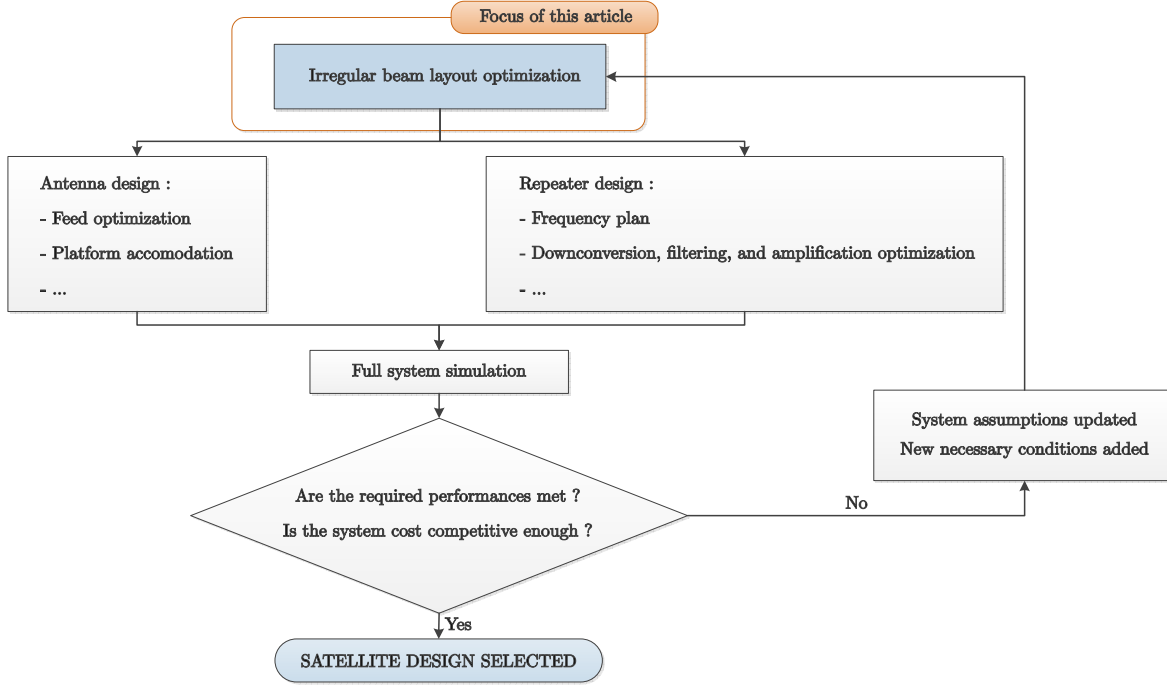 Focus of this article
Irregular beam layout optimization
Antenna design :
- Feed optimization
- Platform accomodation
- ...
Repeater design :
- Frequency plan
- Downconversion, filtering, and amplification optimization
- ...
Full system simulation
Are the required performances met ?
Is the system cost competitive enough ?
No
System assumptions updated
New necessary conditions added
Yes
SATELLITE DESIGN SELECTED